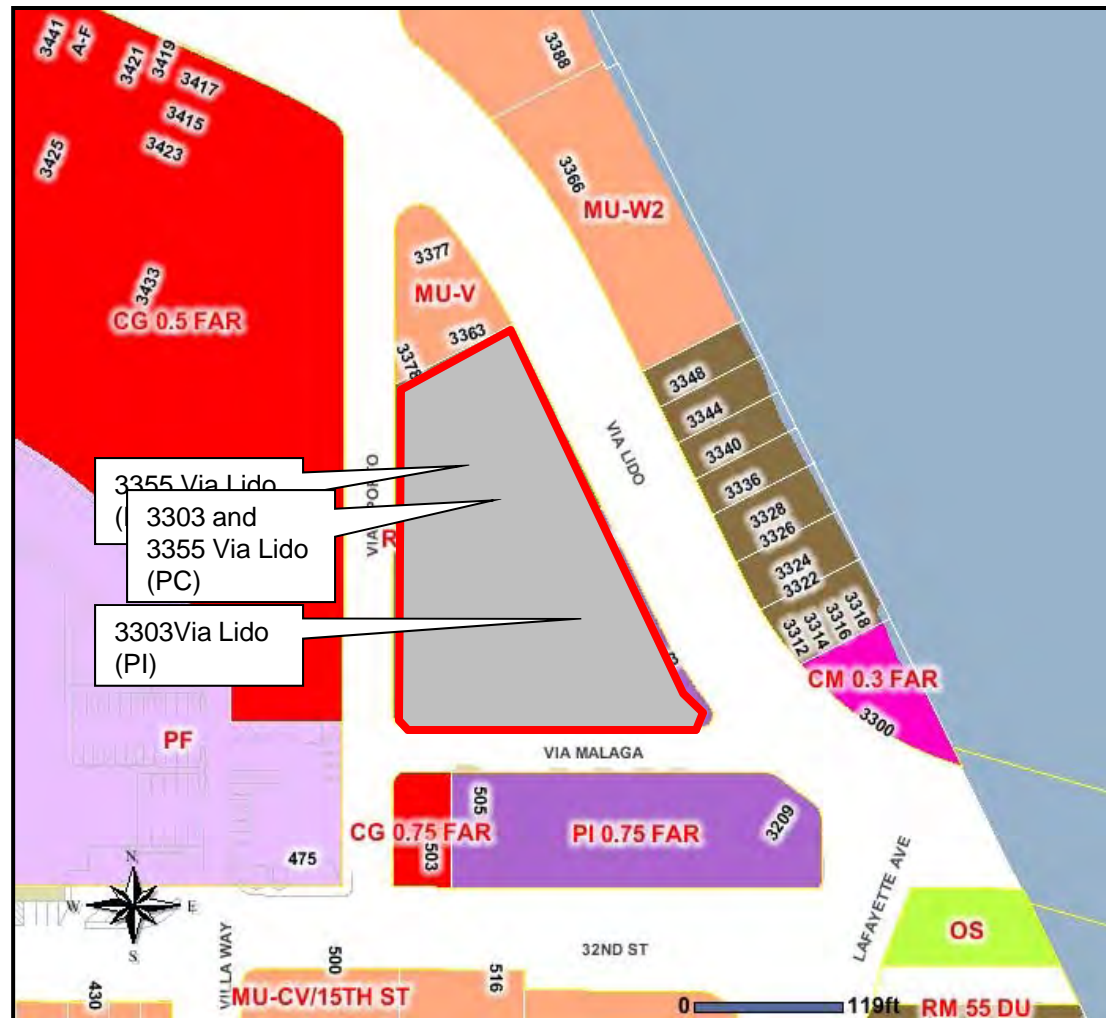 3441
A-F
3421
3419
3417
3415
3423
3425
3433
CG 0.5 FAR
3388
3366
MU-W2
3377
MU-V
3363
3378
3348
3344
3340
3336
3328
3326
3324
3322
3318
3316
3314
3312
VIA LIDO
CM 0.3 FAR
3300
3355 Via Lido
3303 and
3355 Via Lido
(PC)
3303Via Lido
(PI)
VIA
R
PF
475
VIA MALAGA
CG 0.75 FAR
503
505
PI 0.75 FAR
3209
N
W E
S
VILLA WAY
32ND ST
LAFAYETTE AVE
OS
430
500
516
MU-CV/15TH ST
0 119ft
RM 55 DU